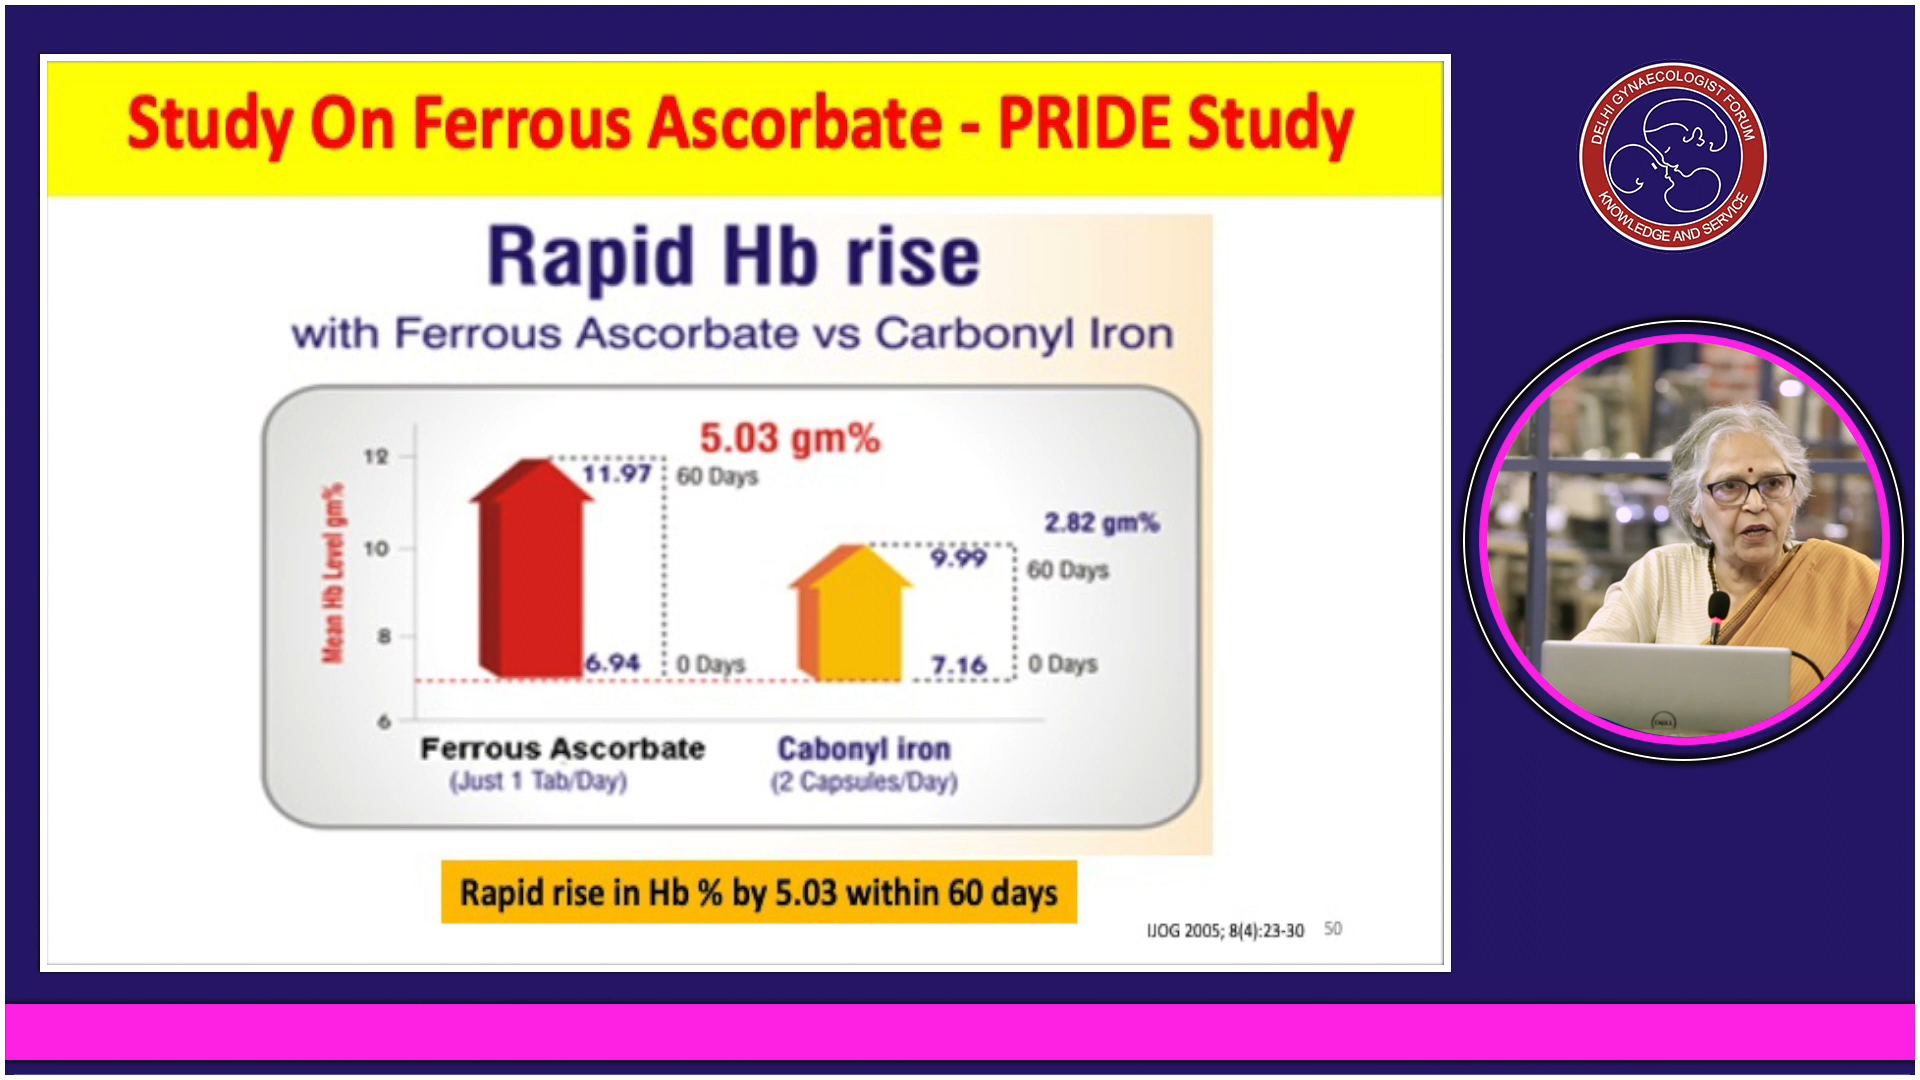 Study On Ferrous Ascorbate - PRIDE Study
Rapid Hb rise
with Ferrous Ascorbate vs Carbonyl Iron
Mean Hb Level gm%
12
10
8
6
5.03 gm%
11.97
60 Days
6.94
0 Days
2.82 gm%
9.99
60 Days
7.16
0 Days
Ferrous Ascorbate
(Just 1 Tab/Day)
Cabonyl iron
(2 Capsules/Day)
Rapid rise in Hb % by 5.03 within 60 days
IJOG 2005; 8(4):23-30
50
DELHI GYNAECOLOGIST FORUM
KNOWLEDGE AND SERVICE
DELL